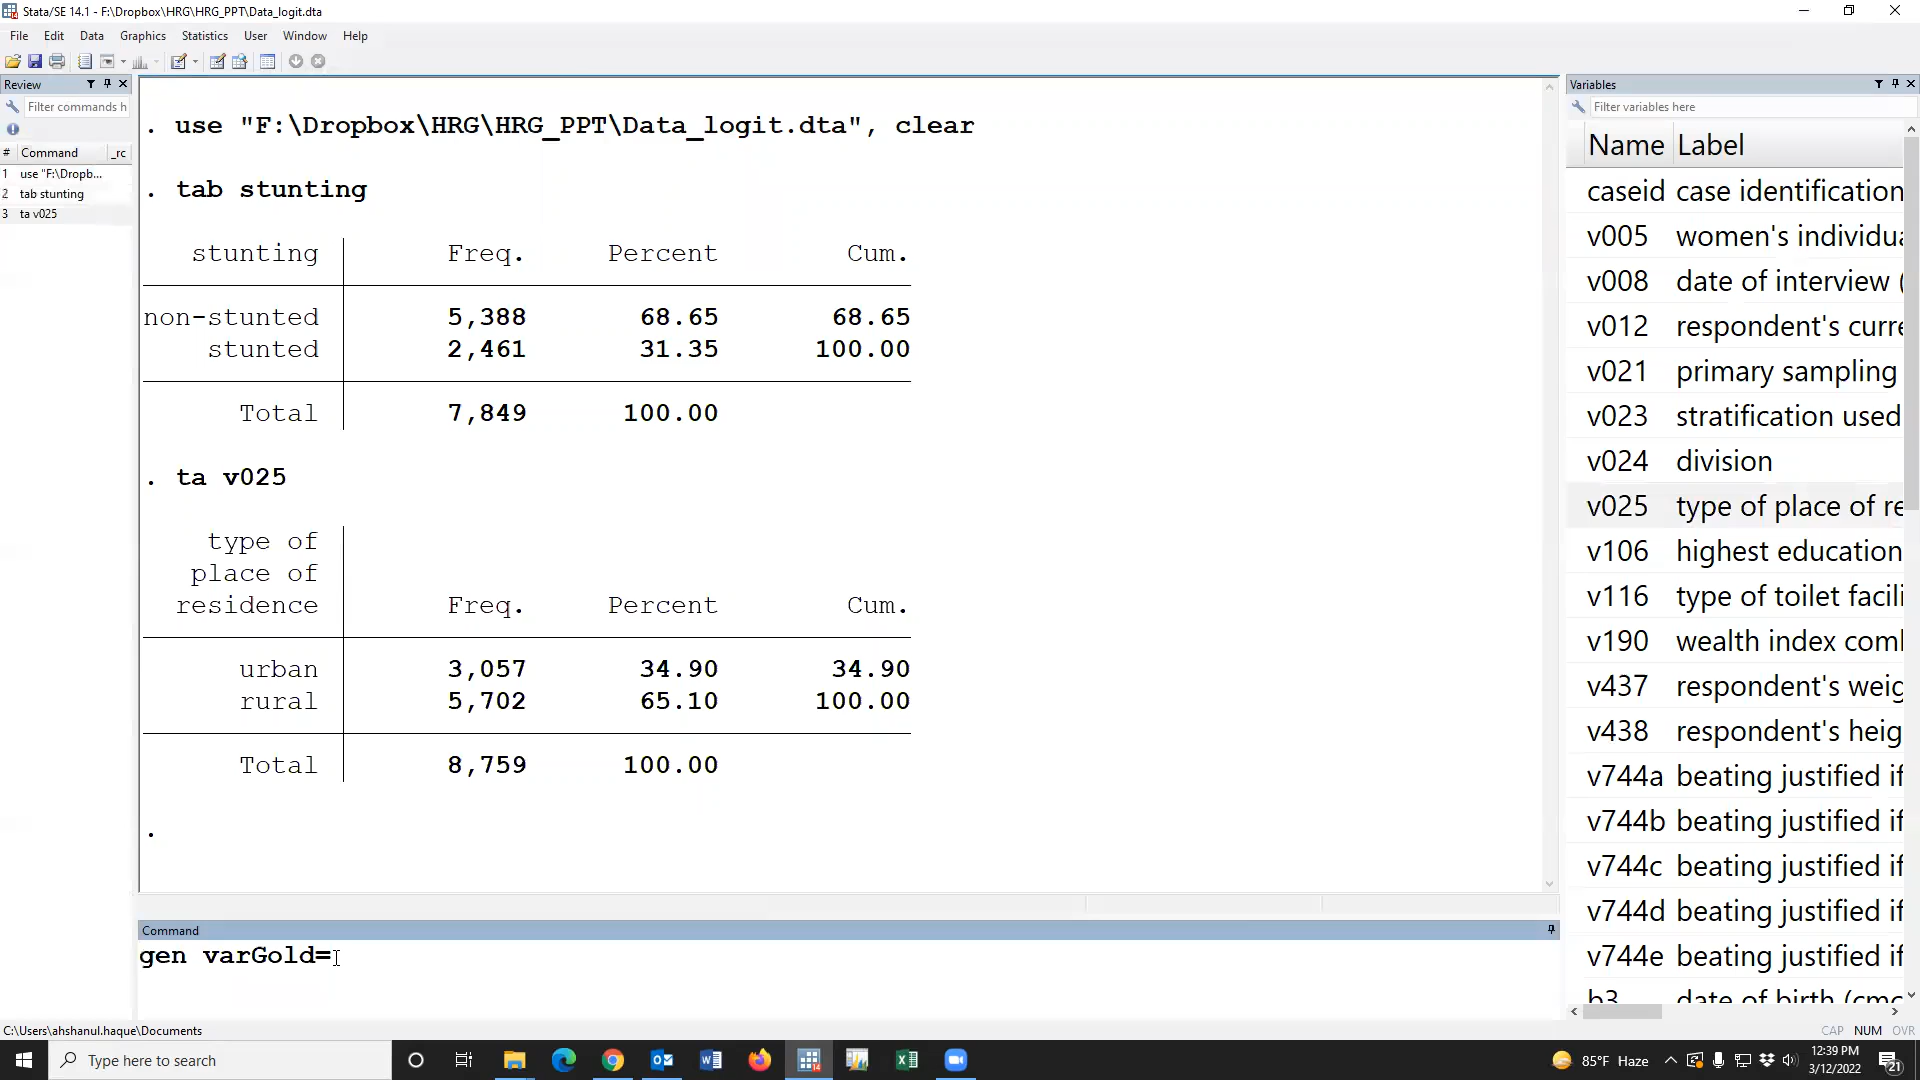 Stata/SE 14.1 - F:\Dropbox\HRG\HRG_PPT\Data_logit.dta
File Edit Data Graphics Statistics User Window Help
Review
Filter commands h
# Command _rc
1 use "F:\Dropb...
2 tab stunting
3 ta v025
. use "F:\Dropbox\HRG\HRG_PPT\Data_logit.dta", clear
. tab stunting
stunting Freq. Percent Cum.
non-stunted 5,388 68.65 68.65
stunted 2,461 31.35 100.00
Total 7,849 100.00
. ta v025
type of
place of
residence Freq. Percent Cum.
urban 3,057 34.90 34.90
rural 5,702 65.10 100.00
Total 8,759 100.00
.
Command
gen varGold=
Variables
Filter variables here
Name Label
caseid case identification
v005 women's individua
v008 date of interview (
v012 respondent's curre
v021 primary sampling
v023 stratification used
v024 division
v025 type of place of re
v106 highest education
v116 type of toilet facili
v190 wealth index coml
v437 respondent's weig
v438 respondent's heig
v744a beating justified if
v744b beating justified if
v744c beating justified if
v744d beating justified if
v744e beating justified if
b3 date of birth (cmc
C:\Users\ahshanul.haque\Documents
CAP NUM OVR
Type here to search
85°F Haze
12:39 PM
3/12/2022
21